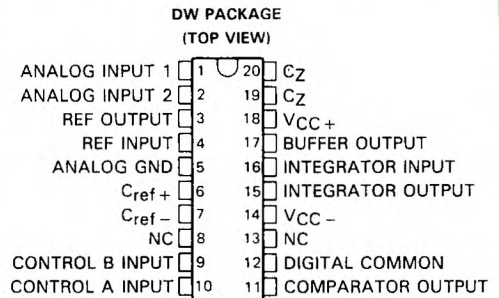 DW PACKAGE
(TOP VIEW)
ANALOG INPUT 1 1 20 CZ
ANALOG INPUT 2 2 19 CZ
REF OUTPUT 3 18 VCC +
REF INPUT 4 17 BUFFER OUTPUT
ANALOG GND 5 16 INTEGRATOR INPUT
Cref + 6 15 INTEGRATOR OUTPUT
Cref − 7 14 VCC −
NC 8 13 NC
CONTROL B INPUT 9 12 DIGITAL COMMON
CONTROL A INPUT 10 11 COMPARATOR OUTPUT